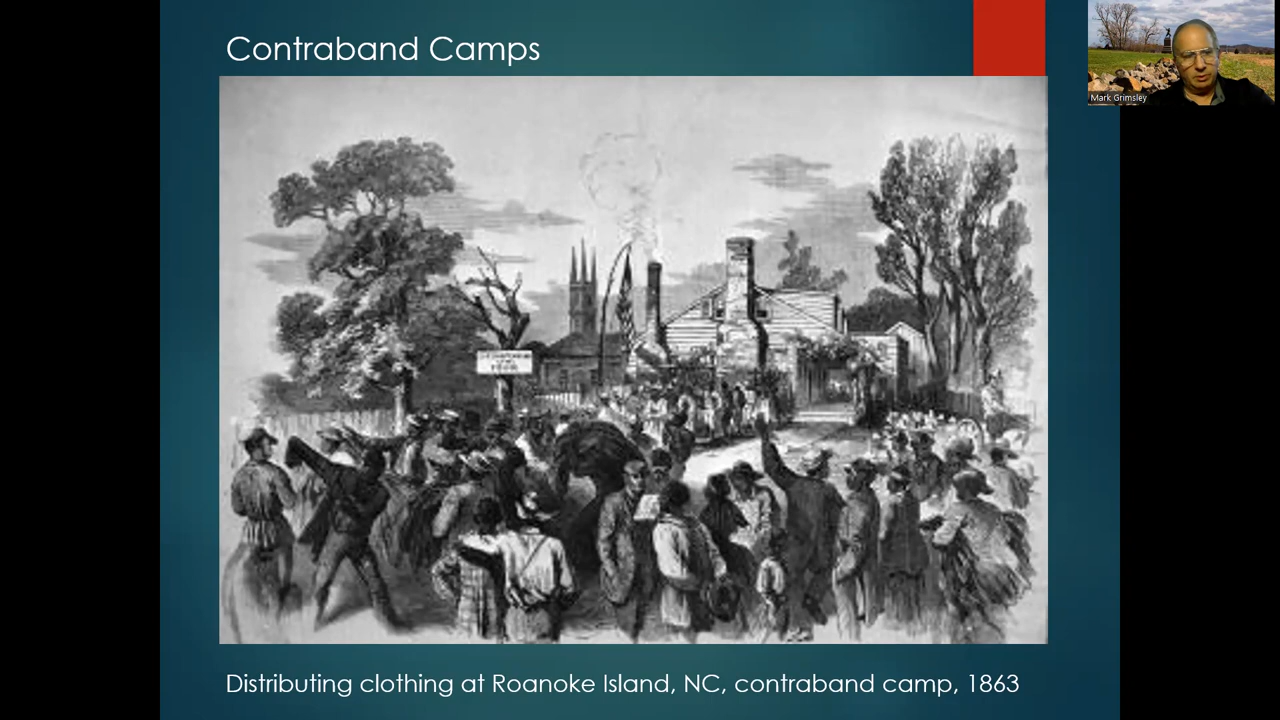 Contraband Camps
Mark Grimsley
Distributing clothing at Roanoke Island, NC, contraband camp, 1863